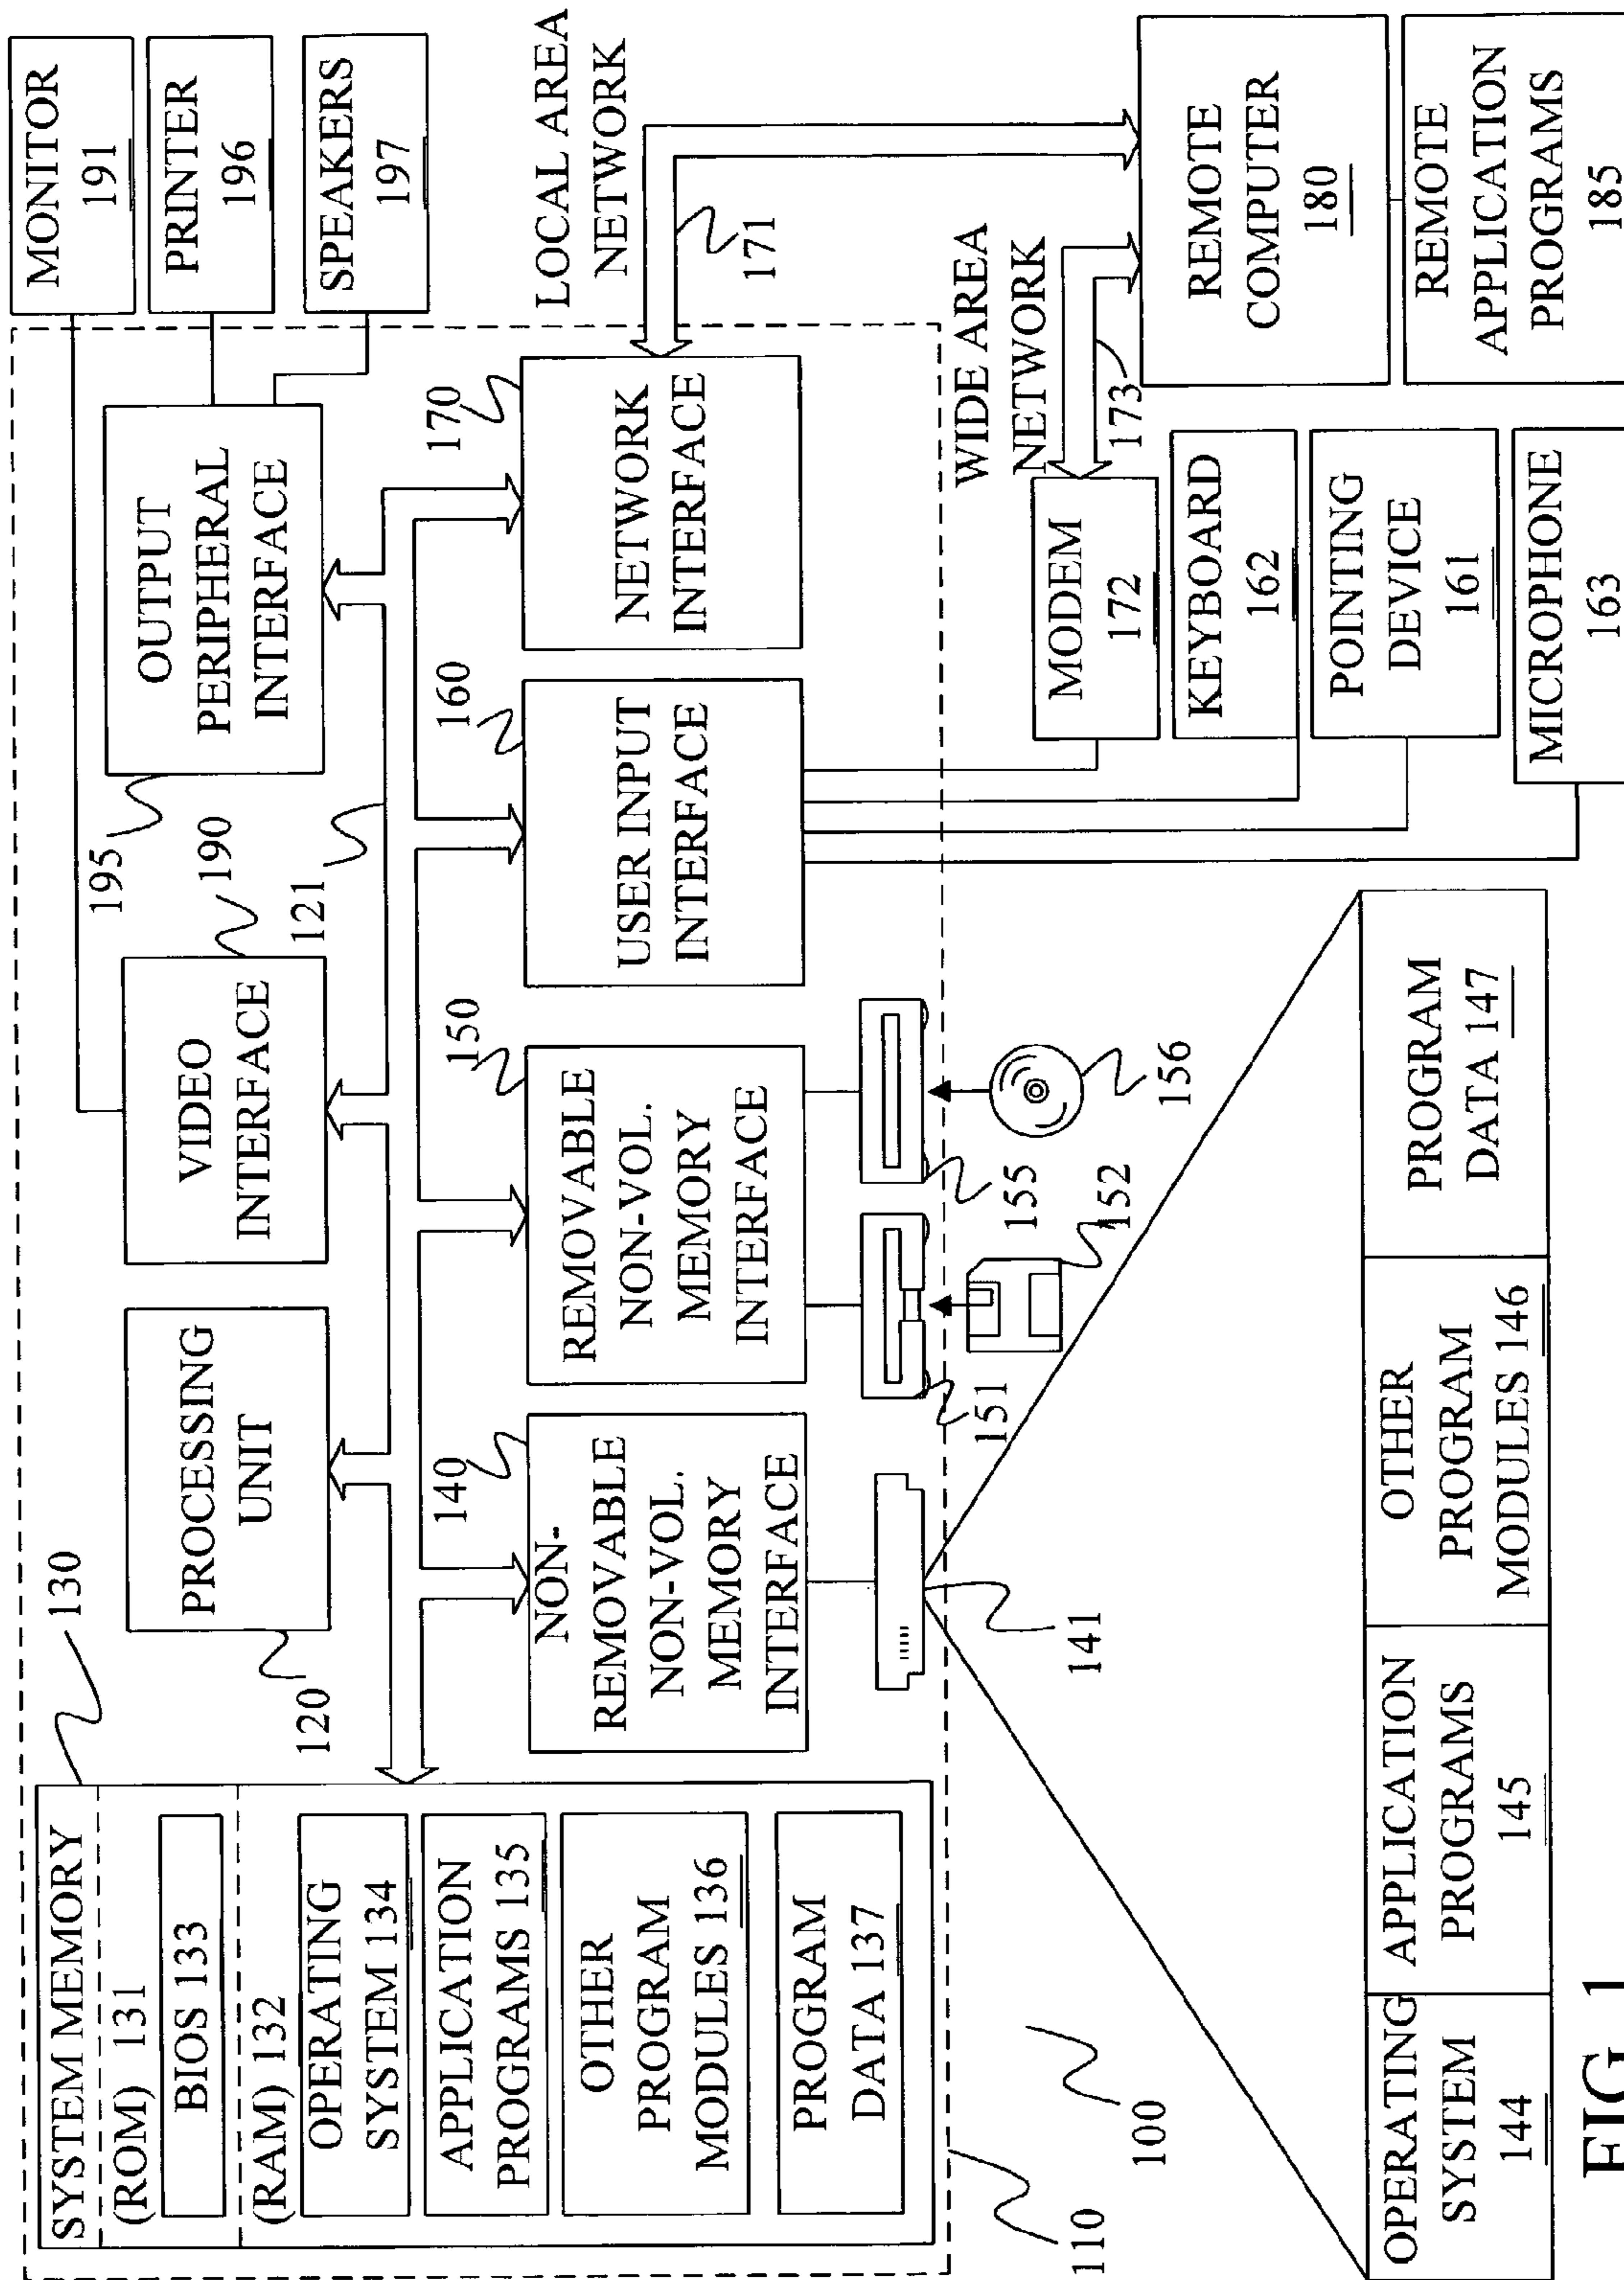 SYSTEM MEMORY
(ROM) 131
BIOS 133
(RAM) 132
OPERATING
SYSTEM 134
APPLICATION
PROGRAMS 135
OTHER
PROGRAM
MODULES 136
PROGRAM
DATA 137
130
120
PROCESSING
UNIT
VIDEO
INTERFACE
190
121
195
OUTPUT
PERIPHERAL
INTERFACE
MONITOR
191
PRINTER
196
SPEAKERS
197
140
NON-
REMOVABLE
NON-VOL.
MEMORY
INTERFACE
150
REMOVABLE
NON-VOL.
MEMORY
INTERFACE
160
USER INPUT
INTERFACE
170
NETWORK
INTERFACE
LOCAL AREA
NETWORK
171
141
151
155
152
156
WIDE AREA
NETWORK
173
MODEM
172
KEYBOARD
162
POINTING
DEVICE
161
MICROPHONE
163
REMOTE
COMPUTER
180
REMOTE
APPLICATION
PROGRAMS
185
110
100
OPERATING
SYSTEM
144
APPLICATION
PROGRAMS
145
OTHER
PROGRAM
MODULES 146
PROGRAM
DATA 147
FIG. 1